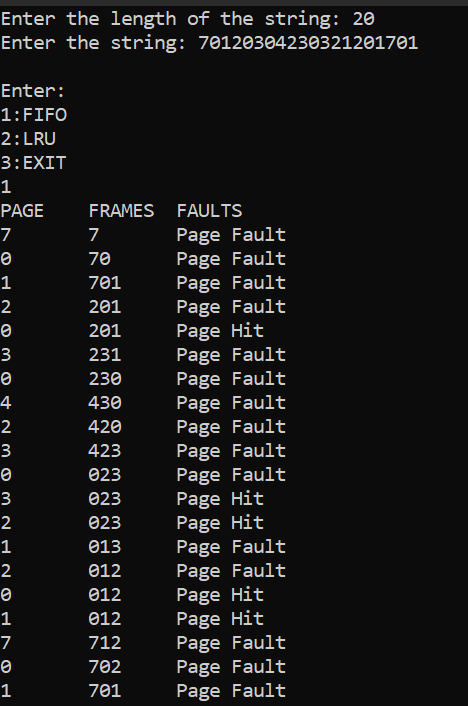 Enter the length of the string: 20
Enter the string: 70120304230321201701
Enter:
1:FIFO
2:LRU
3:EXIT
1
PAGE FRAMES FAULTS
7 7 Page Fault
0 70 Page Fault
1 701 Page Fault
2 201 Page Fault
0 201 Page Hit
3 231 Page Fault
0 230 Page Fault
4 430 Page Fault
2 420 Page Fault
3 423 Page Fault
0 023 Page Fault
3 023 Page Hit
2 023 Page Hit
1 013 Page Fault
2 012 Page Fault
0 012 Page Hit
1 012 Page Hit
7 712 Page Fault
0 702 Page Fault
1 701 Page Fault